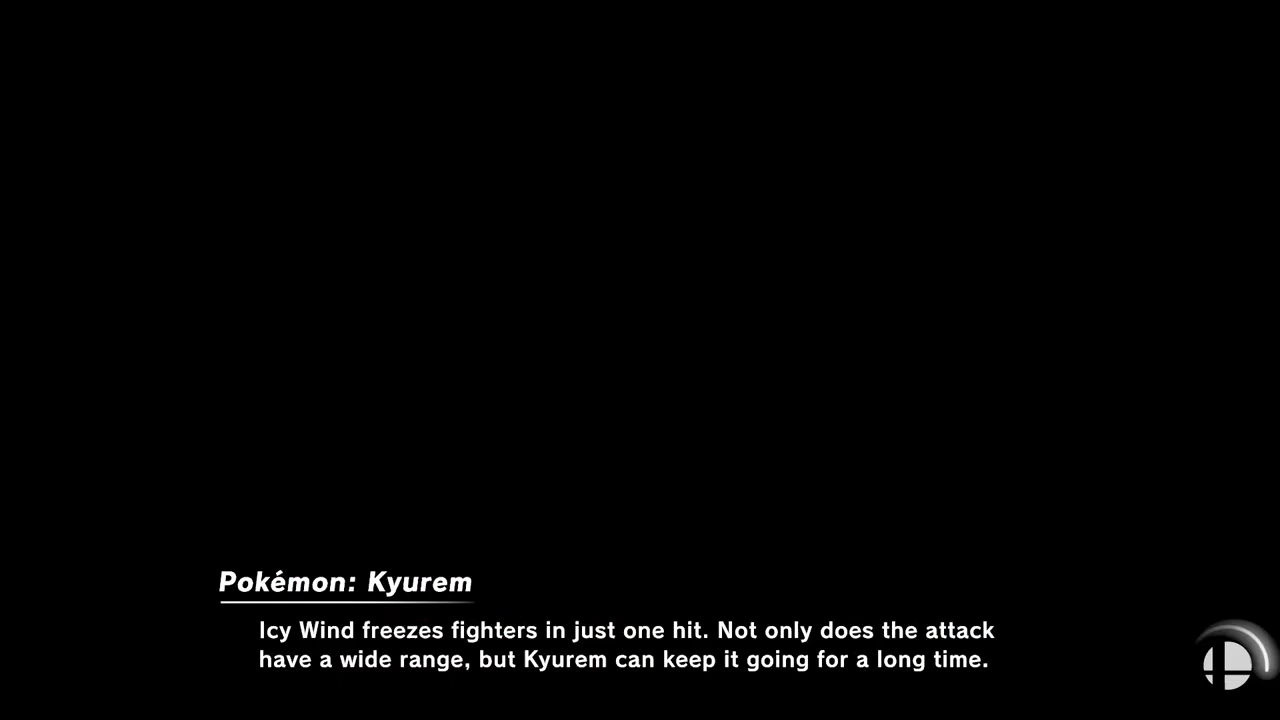 Pokémon: Kyurem
Icy Wind freezes fighters in just one hit. Not only does the attack
have a wide range, but Kyurem can keep it going for a long time.